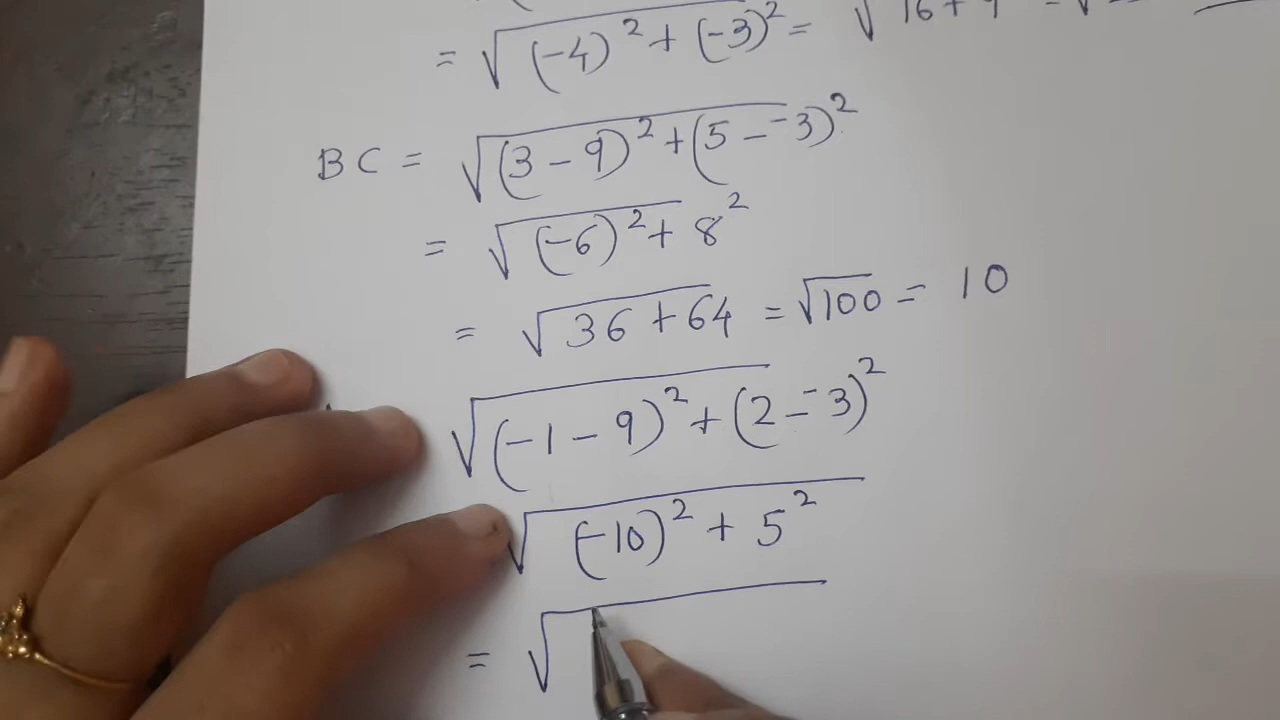 = √(-4)² + (-3)² = √16 +
BC = √(3 - 9)² + (5 - -3)²
= √(-6)² + 8²
= √36 + 64 = √100 = 10
√(-1 - 9)² + (2 - -3)²
√(-10)² + 5²
= √